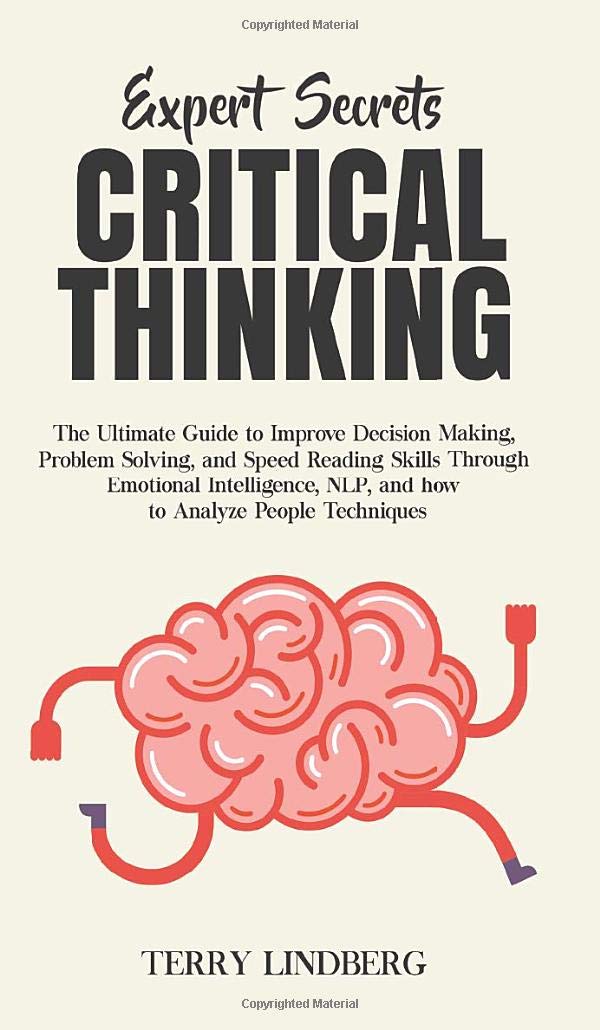 Copyrighted Material
Expert Secrets
CRITICAL
THINKING
The Ultimate Guide to Improve Decision Making,
Problem Solving, and Speed Reading Skills Through
Emotional Intelligence, NLP, and how
to Analyze People Techniques
TERRY LINDBERG
Copyrighted Material